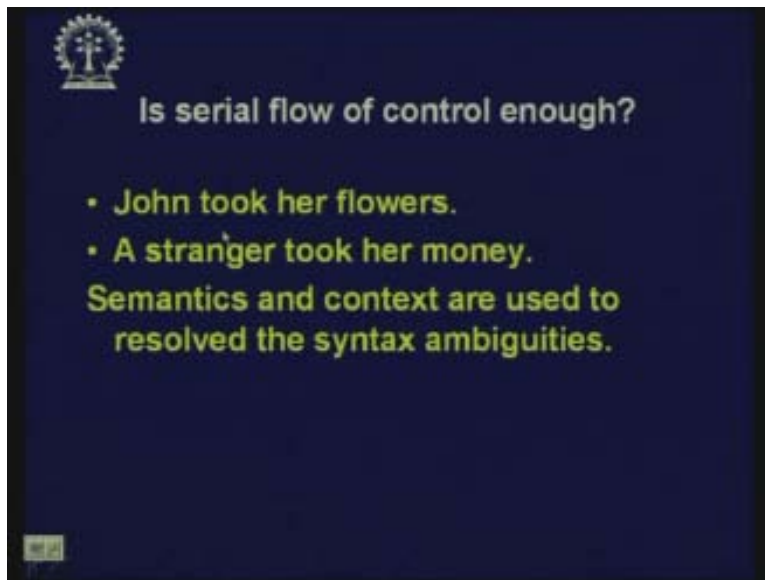 Is serial flow of control enough?
• John took her flowers.
• A stranger took her money.
Semantics and context are used to
resolved the syntax ambiguities.